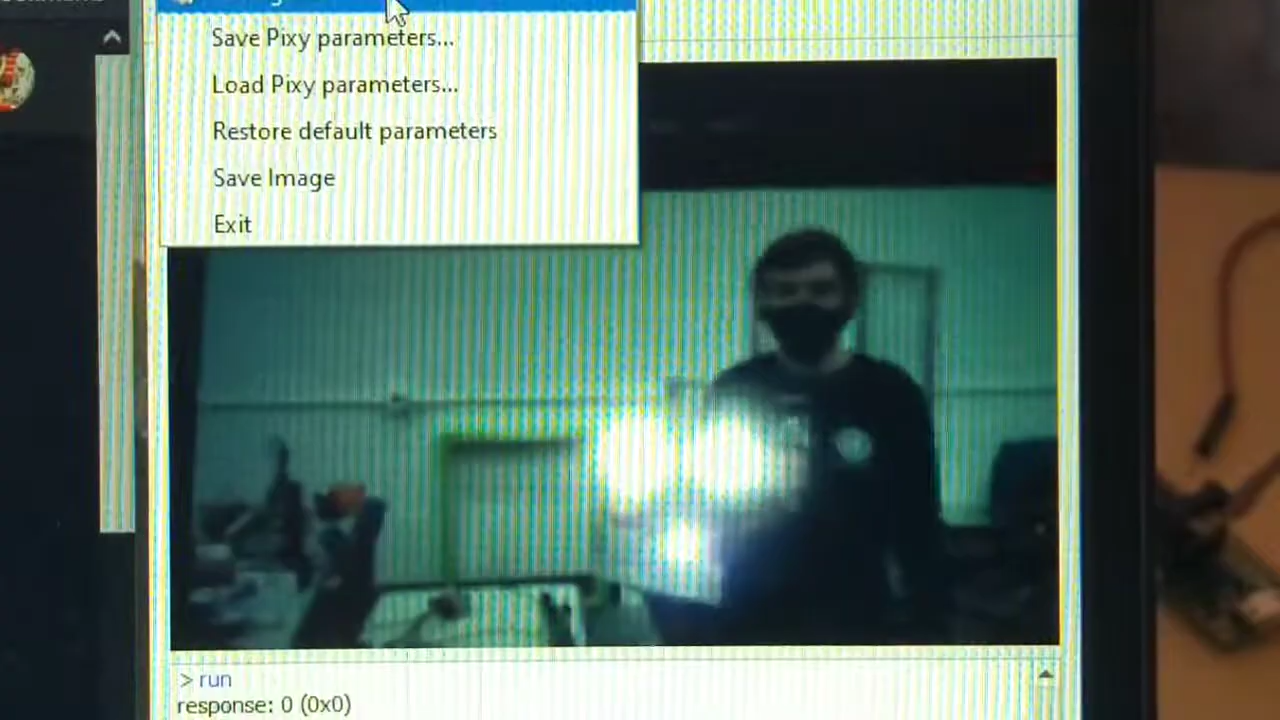 Save Pixy parameters...
Load Pixy parameters...
Restore default parameters
Save Image
Exit
> run
response: 0 (0x0)